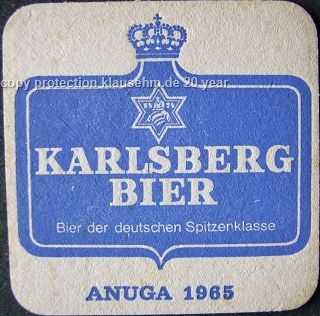 copy protection klausehm.de 20 year
KARLSBERG
BIER
Bier der deutschen Spitzenklasse
ANUGA 1965